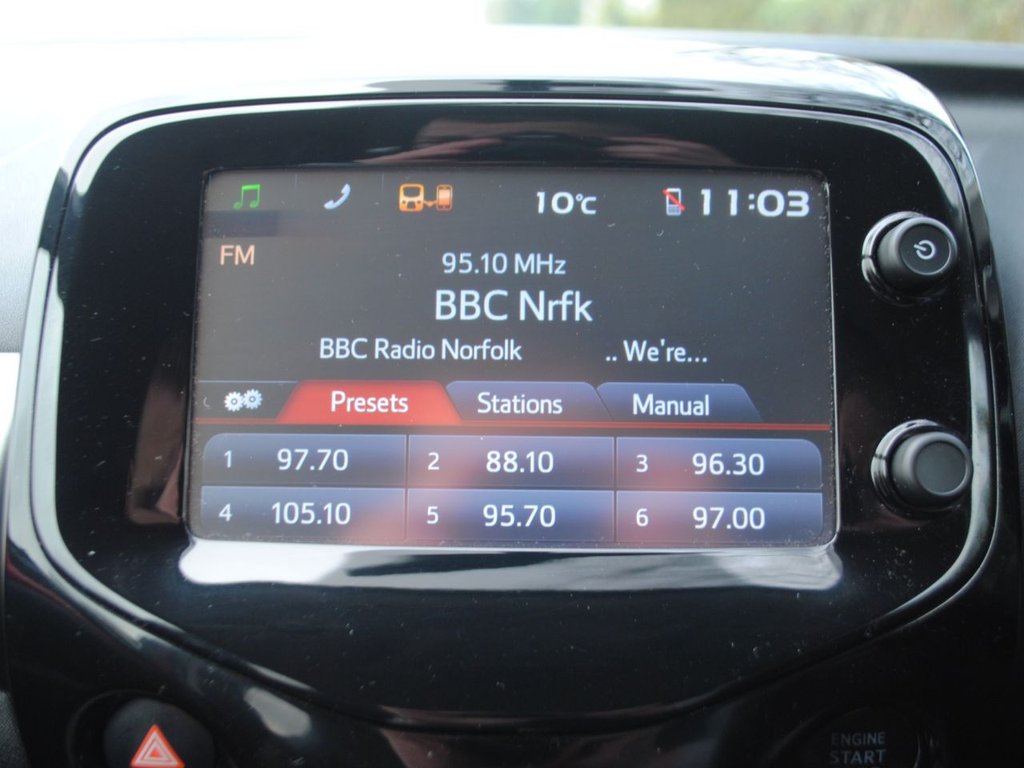 10°C 11:03
FM
95.10 MHz
BBC Nrfk
BBC Radio Norfolk .. We're...
Presets Stations Manual
1 97.70 2 88.10 3 96.30
4 105.10 5 95.70 6 97.00
ENGINE
START